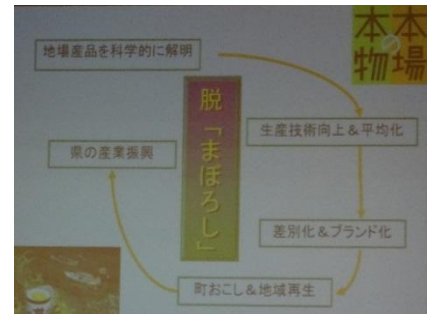 本場の本物
地場産品を科学的に解明
脱「まぼろし」
生産技術向上&平均化
県の産業振興
差別化&ブランド化
町おこし&地域再生